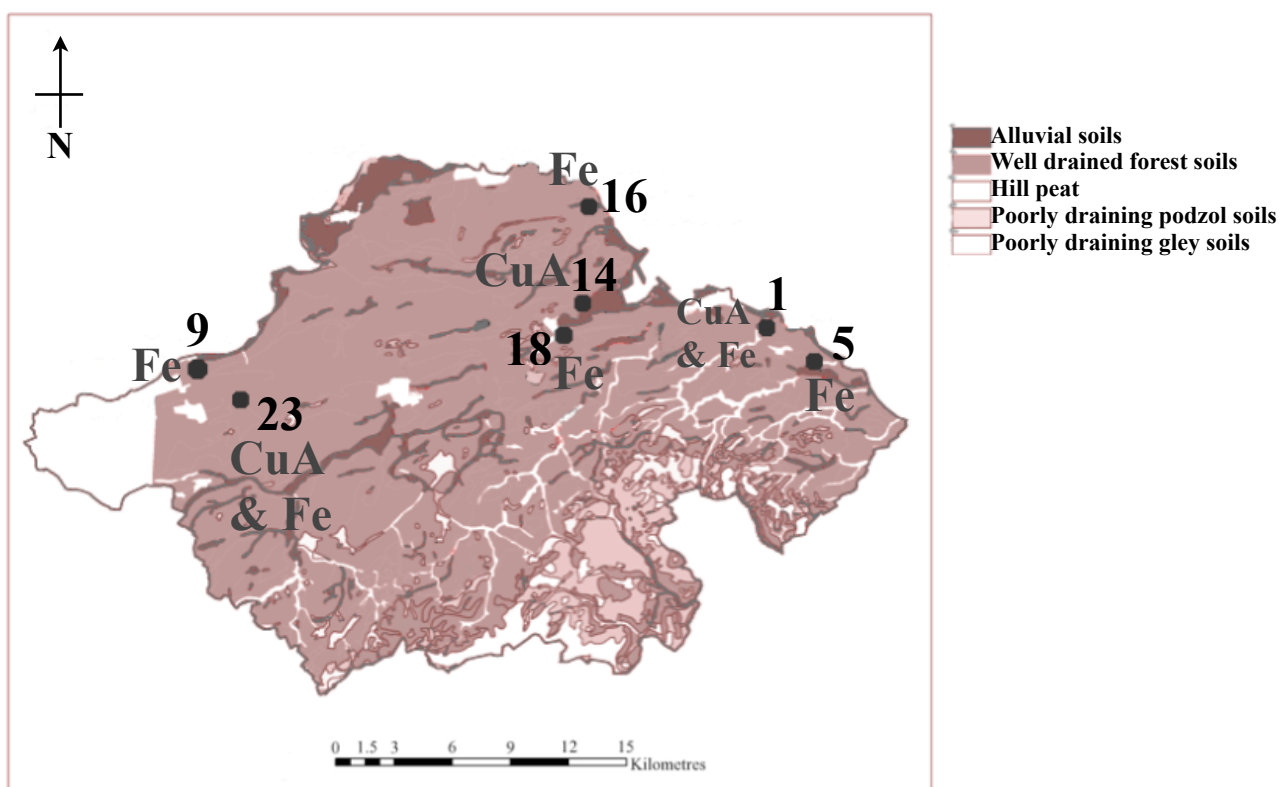 N
Alluvial soils
Well drained forest soils
Hill peat
Poorly draining podzol soils
Poorly draining gley soils
Fe
16
CuA
14
18
Fe
CuA
& Fe
1
5
Fe
9
Fe
23
CuA
& Fe
0 1.5 3 6 9 12 15
Kilometres